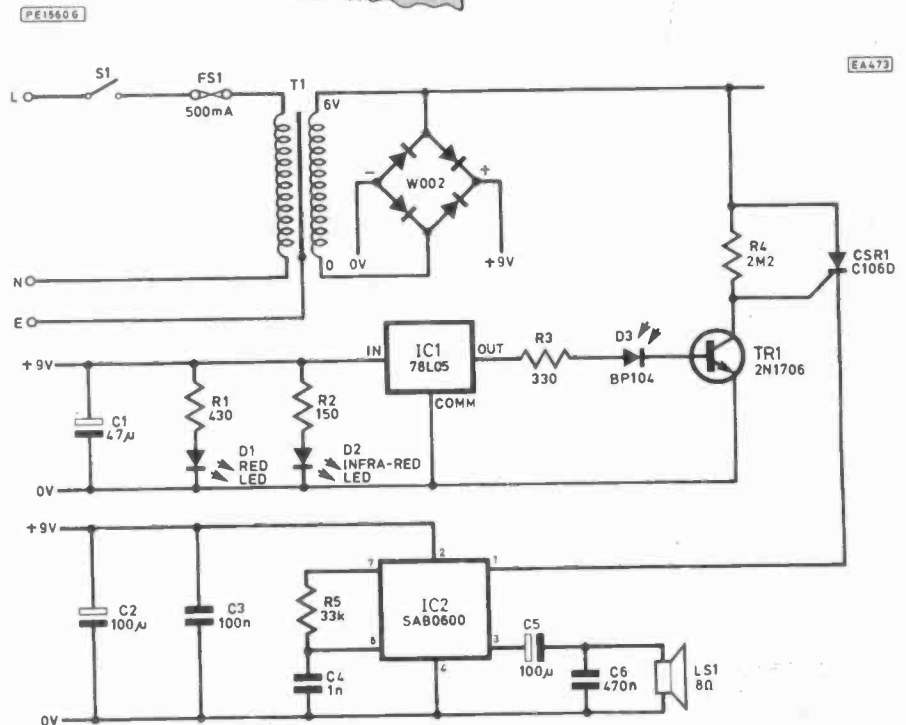 PE1560G
EA473
S1
FS1
500mA
T1
L
N
E
6V
0
W002
-
+
0V
+9V
R4
2M2
CSR1
C106D
+9V
IN
IC1
78L05
OUT
COMM
R3
330
D3
BP104
TR1
2N1706
C1
47μ
R1
430
R2
150
D1
RED
LED
D2
INFRA-RED
LED
0V
+9V
C2
100μ
C3
100n
R5
33k
C4
1n
7
2
1
IC2
SAB0600
6
3
4
C5
100μ
C6
470n
LS1
8Ω
0V